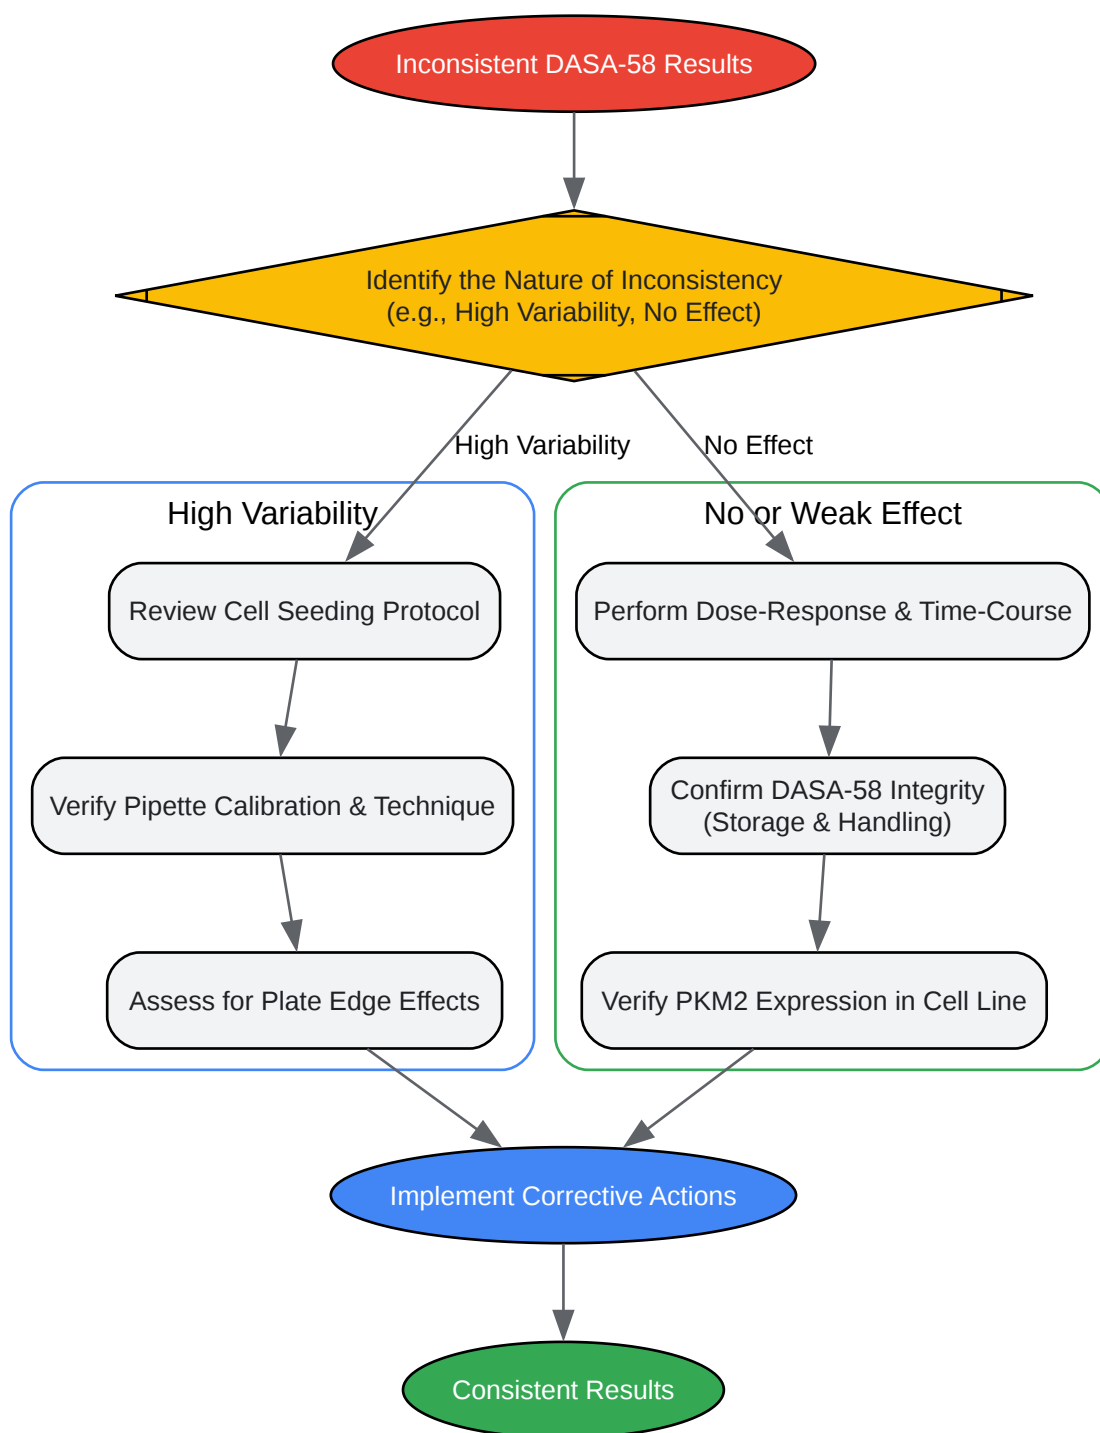 Inconsistent DASA-58 Results
Identify the Nature of Inconsistency
(e.g., High Variability, No Effect)
High Variability
No Effect
High Variability
Review Cell Seeding Protocol
Verify Pipette Calibration & Technique
Assess for Plate Edge Effects
No or Weak Effect
Perform Dose-Response & Time-Course
Confirm DASA-58 Integrity
(Storage & Handling)
Verify PKM2 Expression in Cell Line
Implement Corrective Actions
Consistent Results